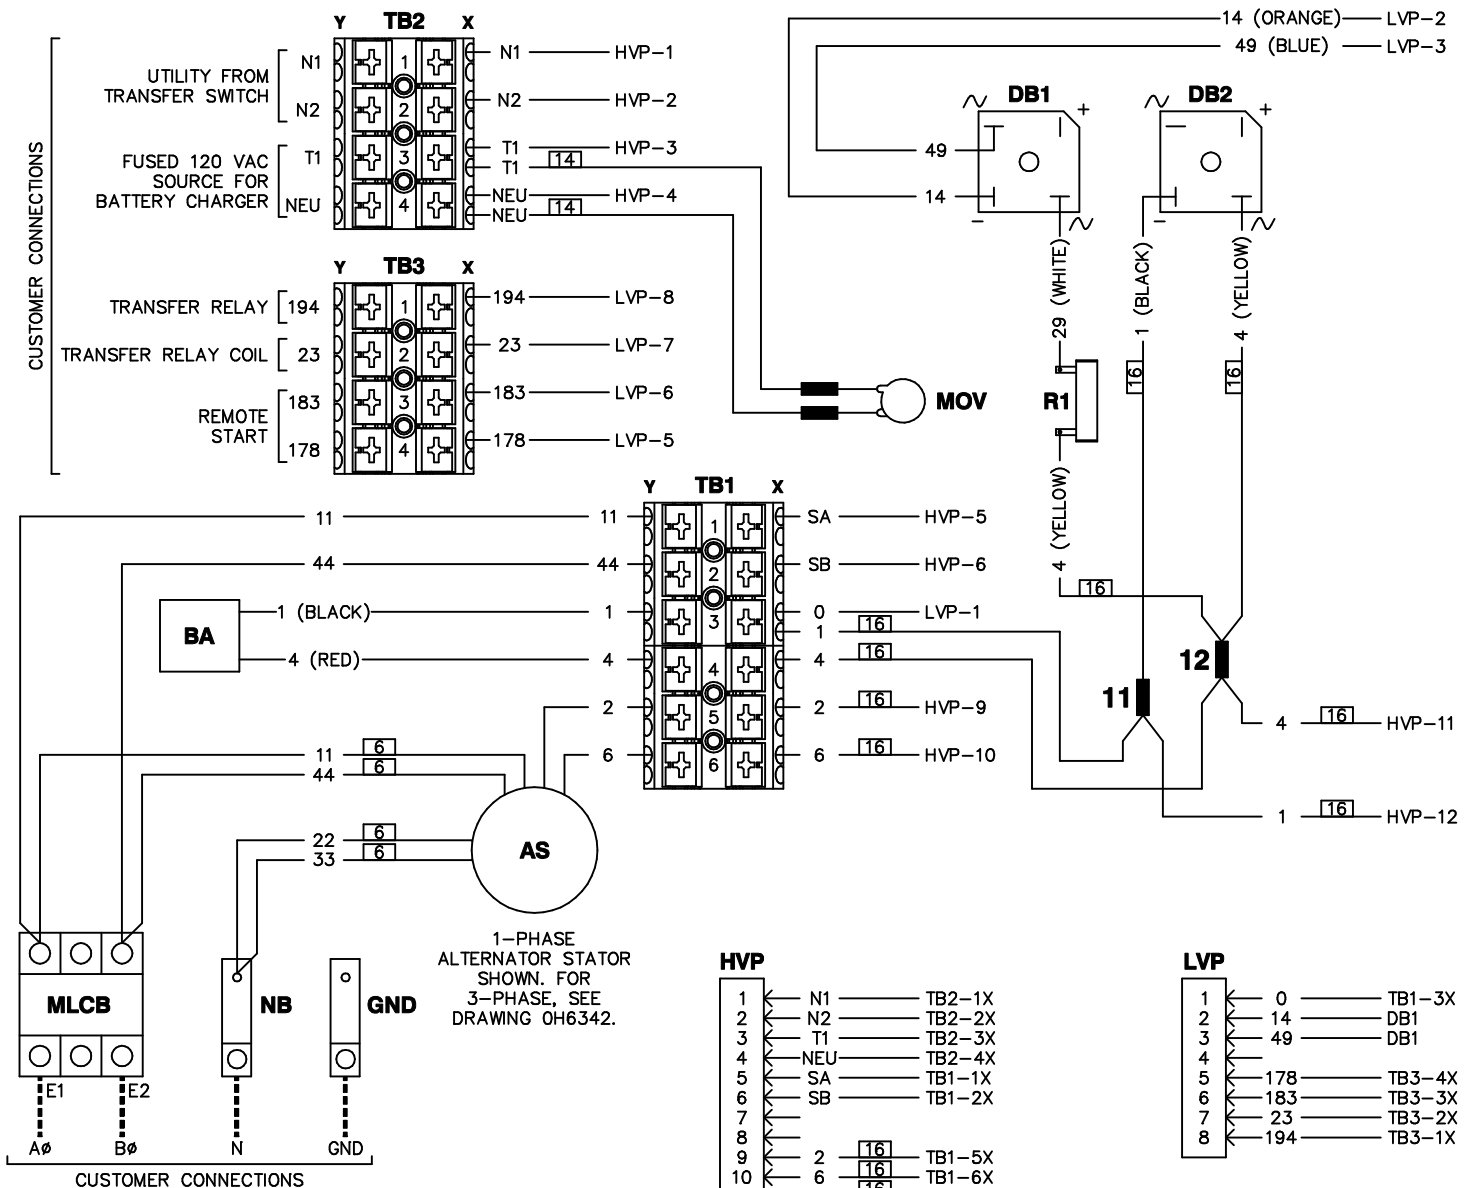 Y TB2 X
14 (ORANGE) LVP-2
49 (BLUE) LVP-3
CUSTOMER CONNECTIONS
UTILITY FROM
TRANSFER SWITCH
N1
N2
1
2
3
4
N1 HVP-1
N2 HVP-2
FUSED 120 VAC
SOURCE FOR
BATTERY CHARGER
T1
NEU
T1 HVP-3
T1 14
NEU HVP-4
NEU 14
DB1
+
-
49
14
DB2
+
-
29 (WHITE)
1 (BLACK)
4 (YELLOW)
16
16
R1
4 (YELLOW)
16
Y TB3 X
TRANSFER RELAY 194
TRANSFER RELAY COIL 23
REMOTE
START
183
178
1
2
3
4
194 LVP-8
23 LVP-7
183 LVP-6
178 LVP-5
MOV
Y TB1 X
11 11 1 SA HVP-5
44 44 2 SB HVP-6
BA
1 (BLACK) 1 3 0 LVP-1
1 16
4 (RED) 4 4 4 16
2 5 2 16 HVP-9
6 6 6 16 HVP-10
12
11
4 16 HVP-11
1 16 HVP-12
11 6
44 6
22 6
33 6
AS
1-PHASE
ALTERNATOR STATOR
SHOWN. FOR
3-PHASE, SEE
DRAWING 0H6342.
MLCB
NB
GND
E1
E2
AØ
BØ
N
GND
CUSTOMER CONNECTIONS
HVP
1 N1 TB2-1X
2 N2 TB2-2X
3 T1 TB2-3X
4 NEU TB2-4X
5 SA TB1-1X
6 SB TB1-2X
7
8
9 2 16 TB1-5X
10 6 16 TB1-6X
LVP
1 0 TB1-3X
2 14 DB1
3 49 DB1
4
5 178 TB3-4X
6 183 TB3-3X
7 23 TB3-2X
8 194 TB3-1X